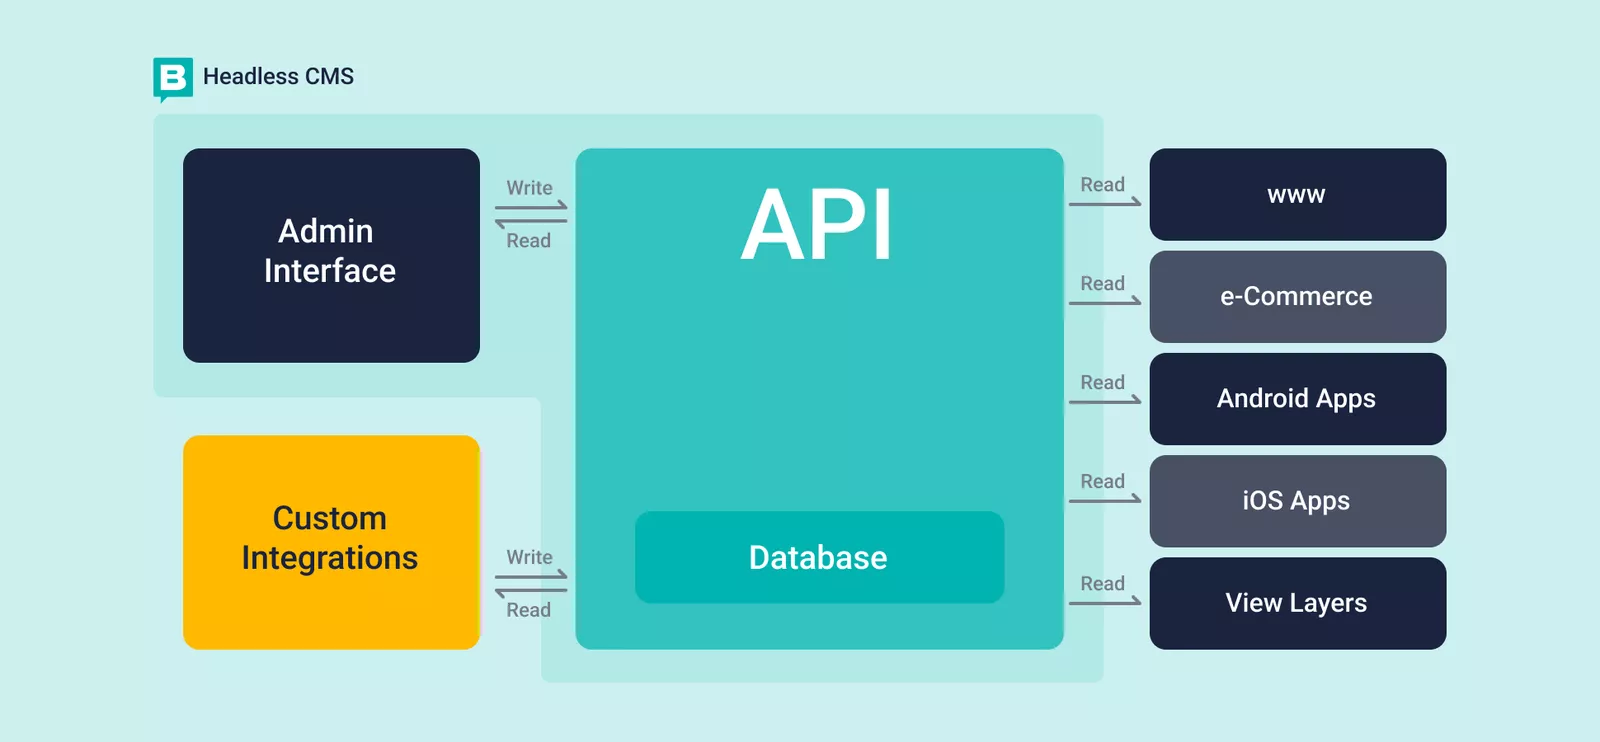 B Headless CMS
Admin
Interface
Write
Read
API
Database
Custom
Integrations
Write
Read
Read
www
Read
e-Commerce
Read
Android Apps
Read
iOS Apps
Read
View Layers